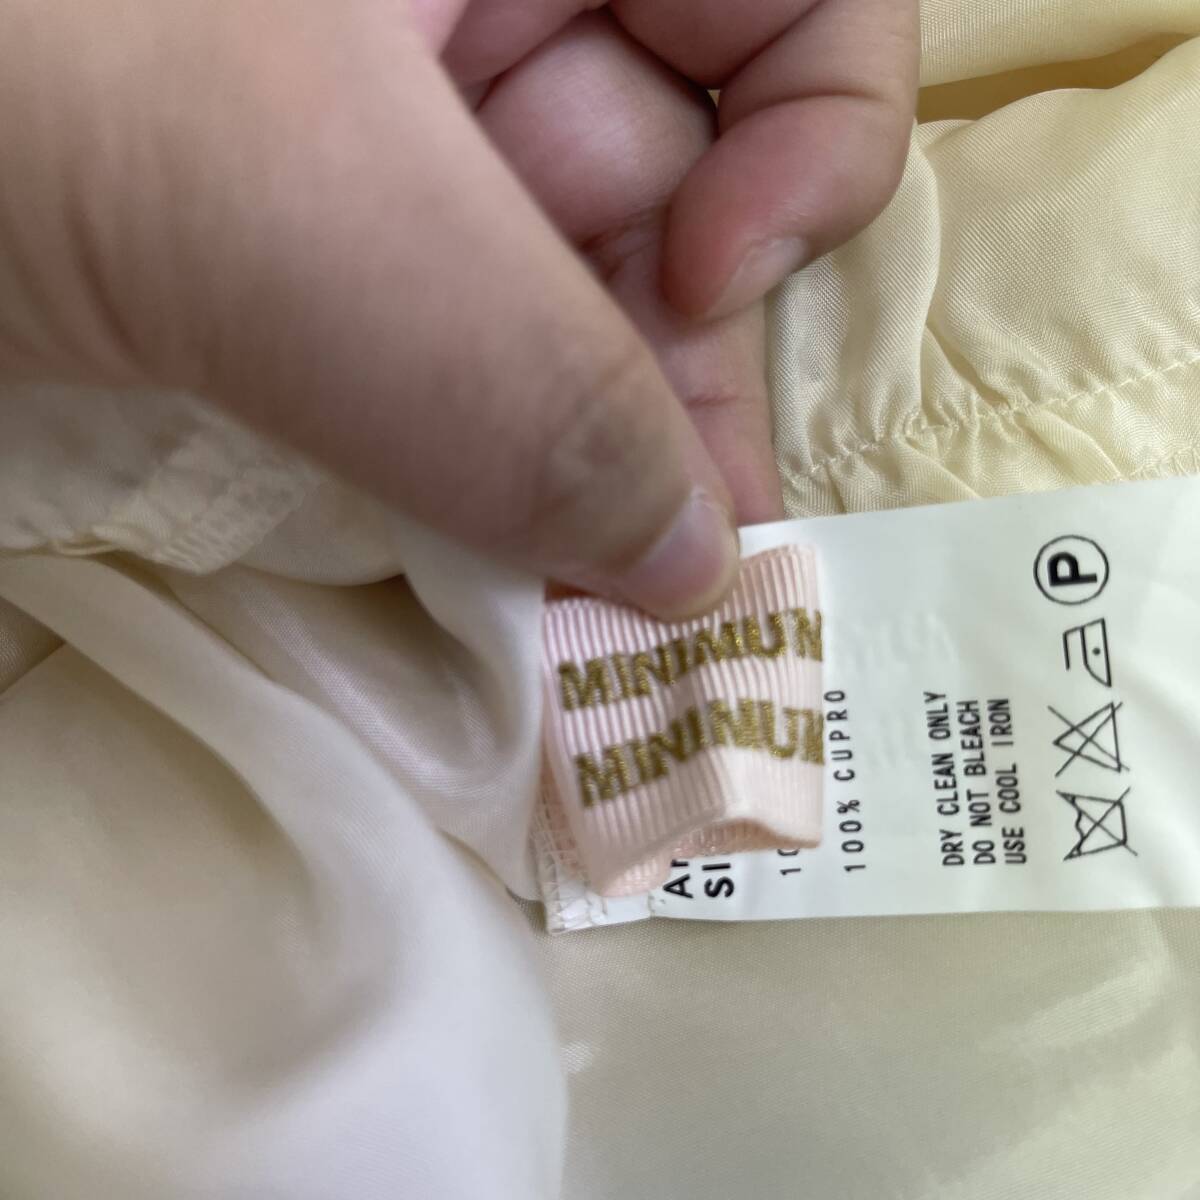 MINIMUM
MINIMUM
100% CUPRO
DRY CLEAN ONLY
DO NOT BLEACH
USE COOL IRON
P